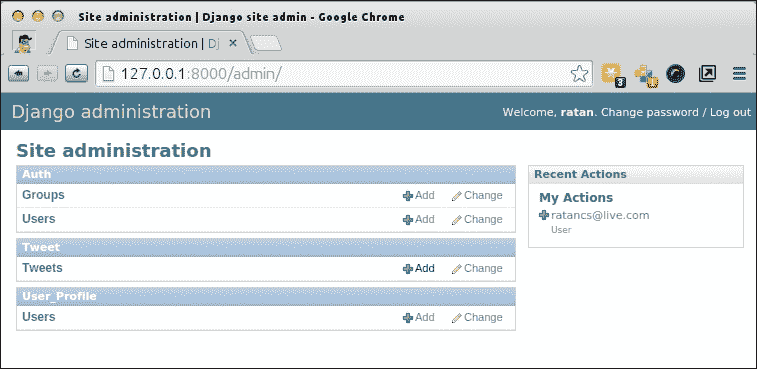 Site administration | Django site admin - Google Chrome
Site administration | Dj
127.0.0.1:8000/admin/
3
Django administration
Welcome, ratan. Change password / Log out
Site administration
Auth
Groups Add Change
Users Add Change
Tweet
Tweets Add Change
User_Profile
Users Add Change
Recent Actions
My Actions
ratancs@live.com
User